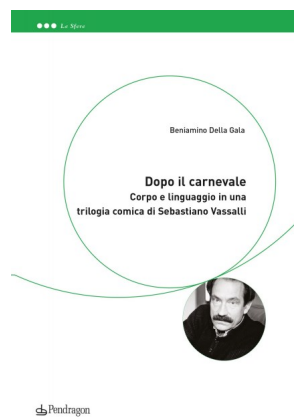 Le Sfere
Beniamino Della Gala
Dopo il carnevale
Corpo e linguaggio in una
trilogia comica di Sebastiano Vassalli
Pendragon